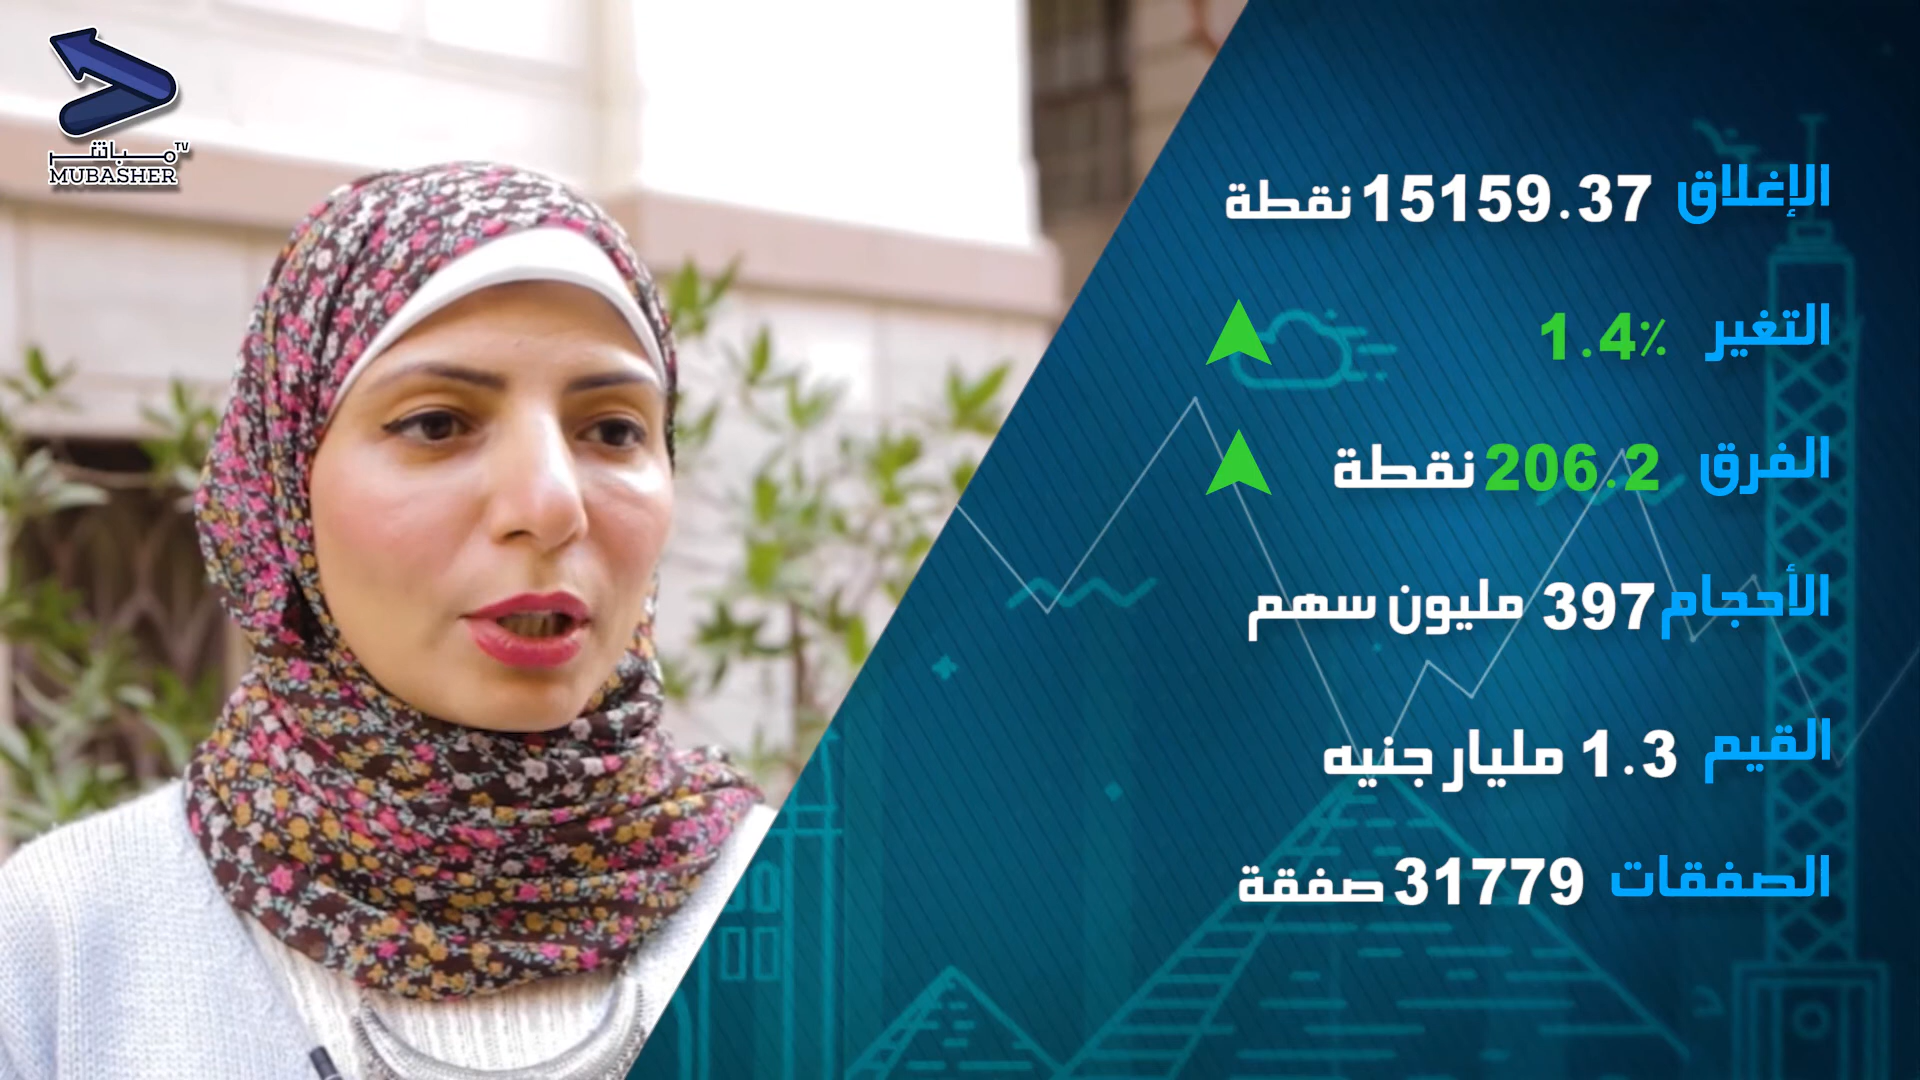 مباشر TV
MUBASHER
الإغلاق 15159.37 نقطة
التغير 1.4٪
الفرق 206.2 نقطة
الأحجام 397 مليون سهم
القيم 1.3 مليار جنيه
الصفقات 31779 صفقة